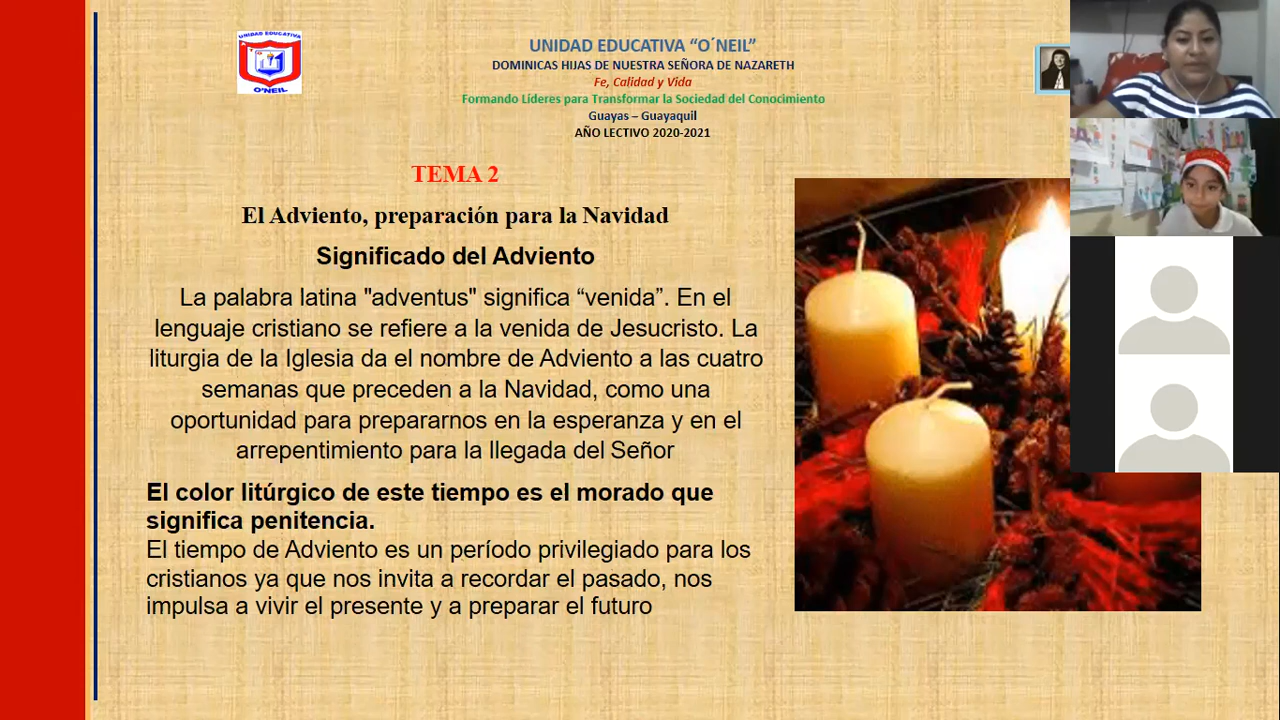 UNIDAD EDUCATIVA
O´NEIL
UNIDAD EDUCATIVA “O´NEIL”
DOMINICAS HIJAS DE NUESTRA SEÑORA DE NAZARETH
Fe, Calidad y Vida
Formando Líderes para Transformar la Sociedad del Conocimiento
Guayas – Guayaquil
AÑO LECTIVO 2020-2021
TEMA 2
El Adviento, preparación para la Navidad
Significado del Adviento
La palabra latina "adventus" significa “venida”. En el
lenguaje cristiano se refiere a la venida de Jesucristo. La
liturgia de la Iglesia da el nombre de Adviento a las cuatro
semanas que preceden a la Navidad, como una
oportunidad para prepararnos en la esperanza y en el
arrepentimiento para la llegada del Señor
El color litúrgico de este tiempo es el morado que
significa penitencia.
El tiempo de Adviento es un período privilegiado para los
cristianos ya que nos invita a recordar el pasado, nos
impulsa a vivir el presente y a preparar el futuro